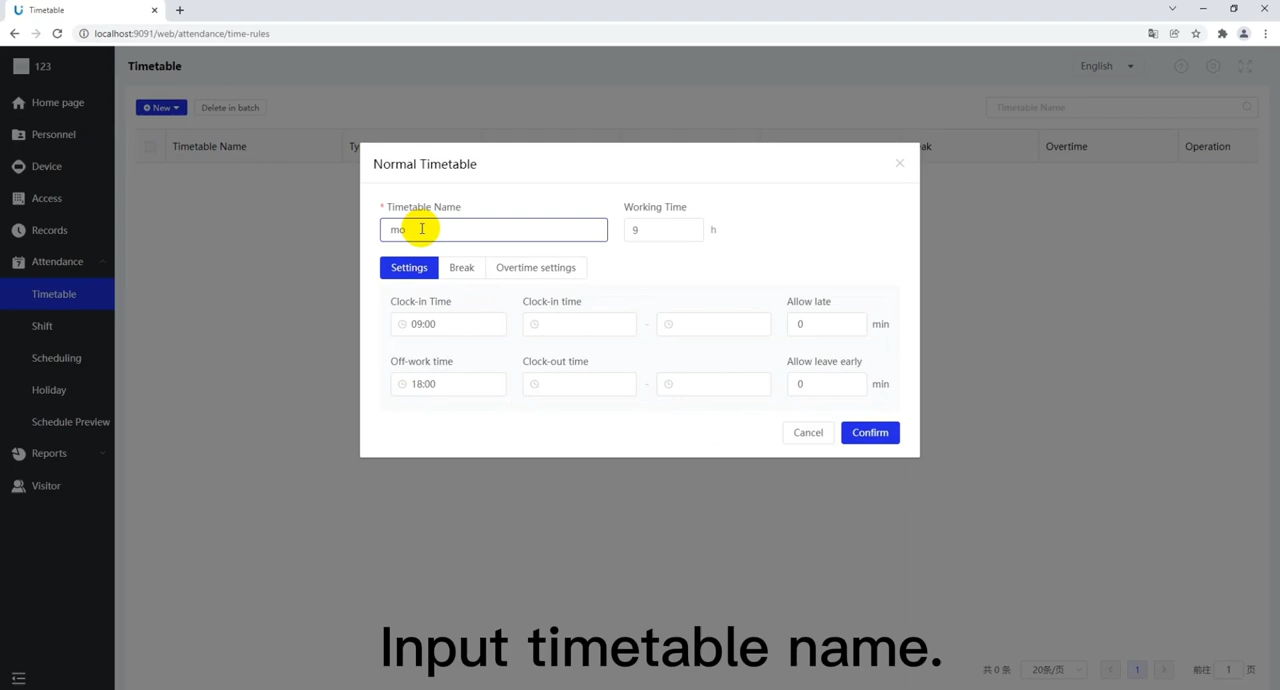 Timetable
localhost:9091/web/attendance/time-rules
123
Timetable
English
Home page
Personnel
Device
Access
Records
Attendance
Timetable
Shift
Scheduling
Holiday
Schedule Preview
Reports
Visitor
New
Delete in batch
Timetable Name
Timetable Name
Ty
ak
Overtime
Operation
Normal Timetable
* Timetable Name
Working Time
mo
9
h
Settings
Break
Overtime settings
Clock-in Time
Clock-in time
Allow late
09:00
-
0
min
Off-work time
Clock-out time
Allow leave early
18:00
-
0
min
Cancel
Confirm
Input timetable name.
共 0 条
20条/页
1
前往
1
页